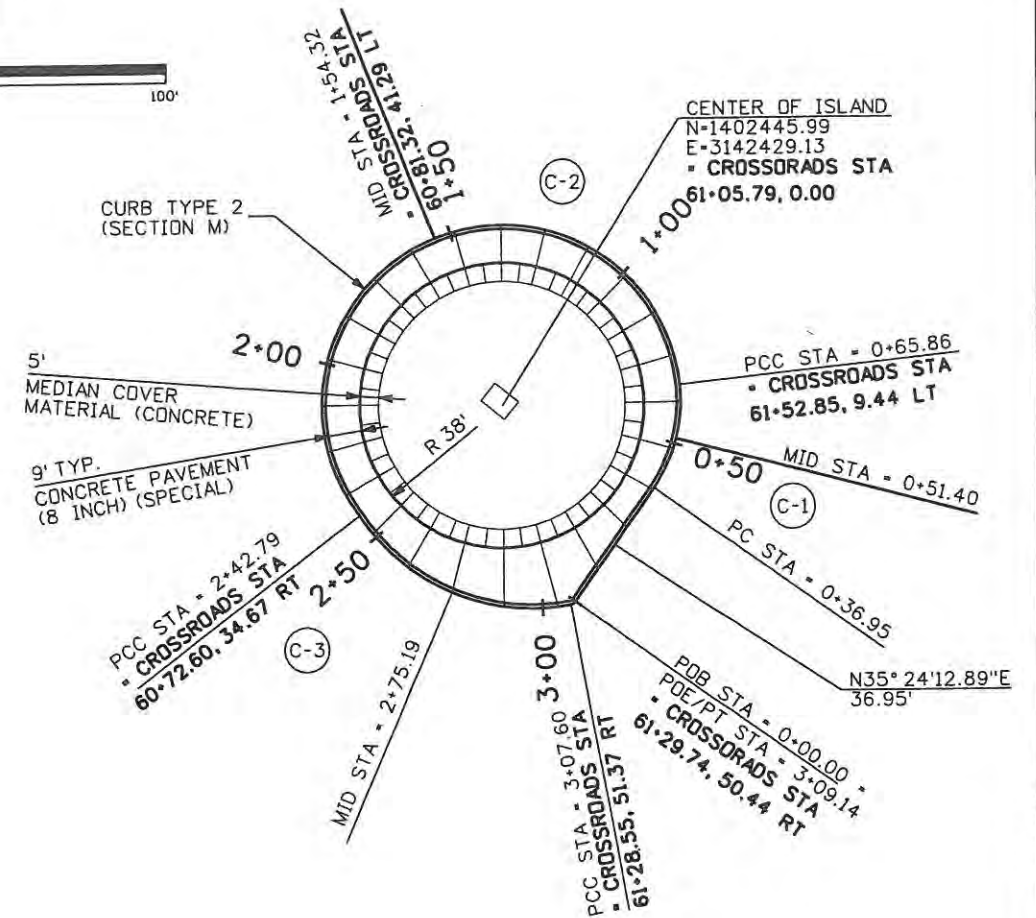 100'
MID STA = 1+54.32
= CROSSROADS STA
60+81.32, 41.29 LT
1+50
CENTER OF ISLAND
N=1402445.99
E=3142429.13
= CROSSORADS STA
61+05.79, 0.00
C-2
CURB TYPE 2
(SECTION M)
1+00
2+00
PCC STA = 0+65.86
= CROSSROADS STA
61+52.85, 9.44 LT
5'
MEDIAN COVER
MATERIAL (CONCRETE)
R 38'
9' TYP.
CONCRETE PAVEMENT
(8 INCH) (SPECIAL)
0+50
MID STA = 0+51.40
C-1
PC STA = 0+36.95
PCC STA = 2+42.79
= CROSSROADS STA
60+72.60, 34.67 RT
2+50
C-3
MID STA = 2+75.19
3+00
N35° 24'12.89"E
36.95'
POB STA = 0+00.00 =
POE/PT STA = 3+09.14
= CROSSORADS STA
61+29.74, 50.44 RT
PCC STA = 3+07.60
= CROSSROADS STA
61+28.55, 51.37 RT